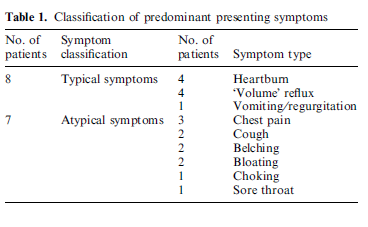 Table 1. Classification of predominant presenting symptoms
No. of patients Symptom classification No. of patients Symptom type
8 Typical symptoms 4 Heartburn
4 ‘Volume’ reflux
1 Vomiting/regurgitation
7 Atypical symptoms 3 Chest pain
2 Cough
2 Belching
2 Bloating
1 Choking
1 Sore throat